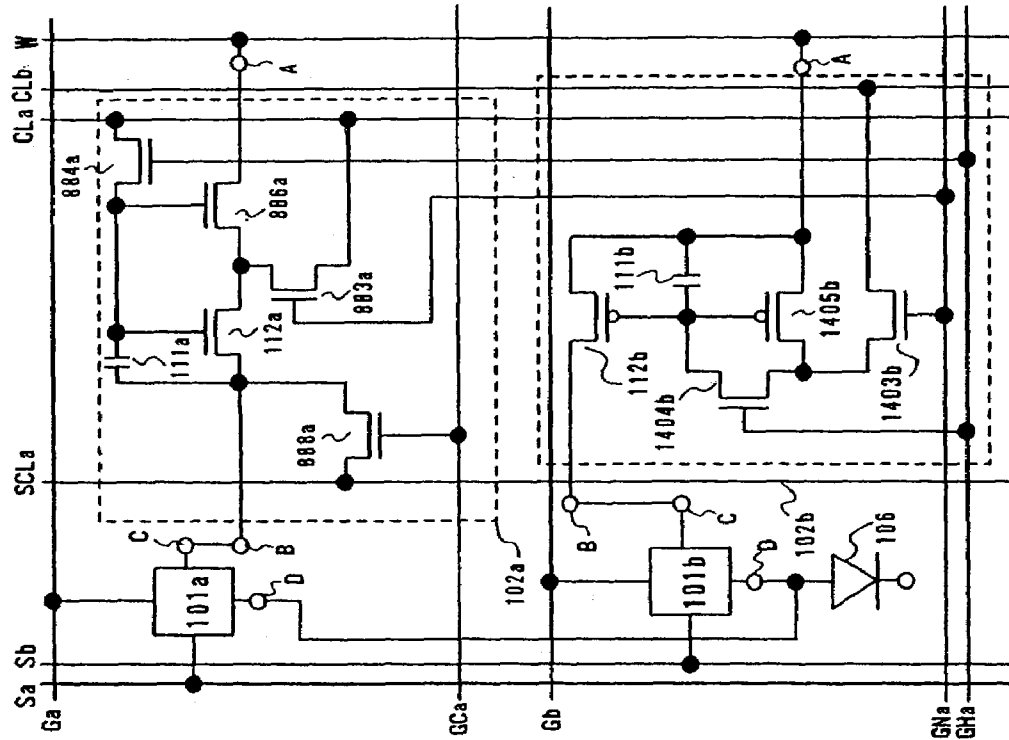 Sa Sb SCLa CLa CLb W
Ga
884a
886a
A
112a
111a
883a
888a
C
B
101a
D
GCa
102a
Gb
A
111b
112b
1405b
1404b
1403b
B
C
101b
D
102b
106
GNa
GHa